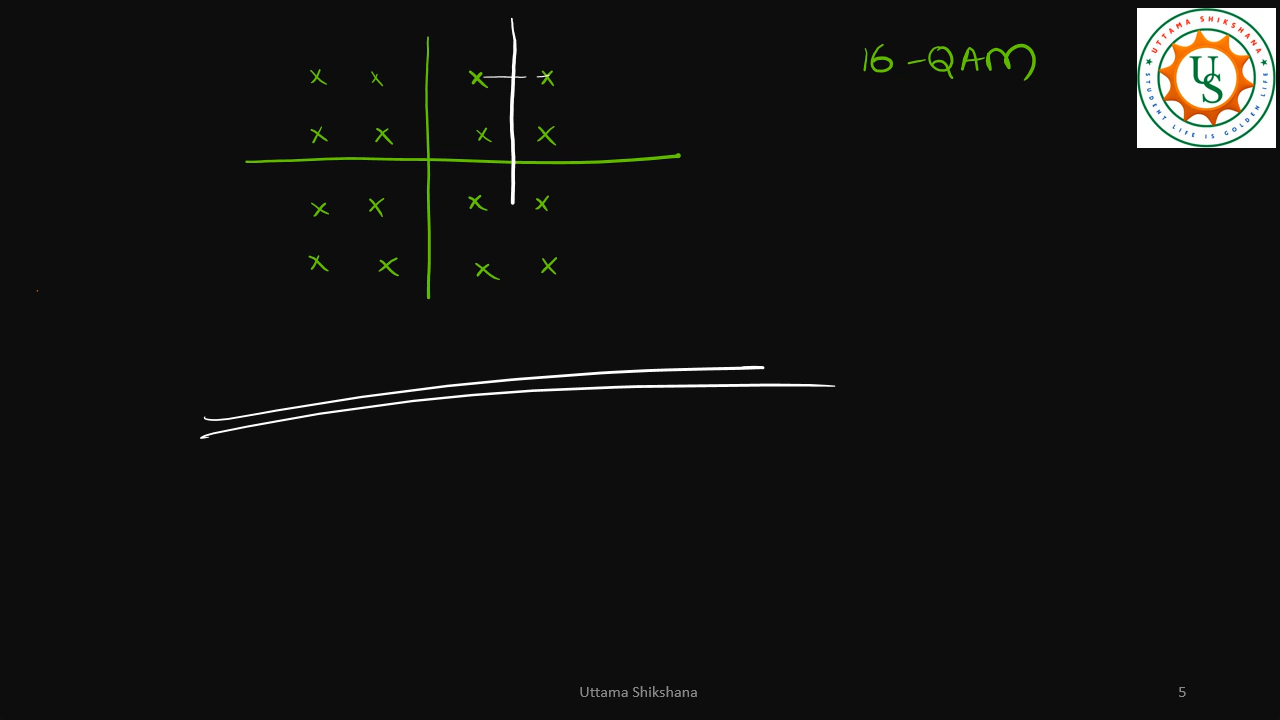 16-QAM
UTTAMA SHIKSHANA
US
★ STUDENT LIFE IS GOLDEN LIFE ★
Uttama Shikshana
5